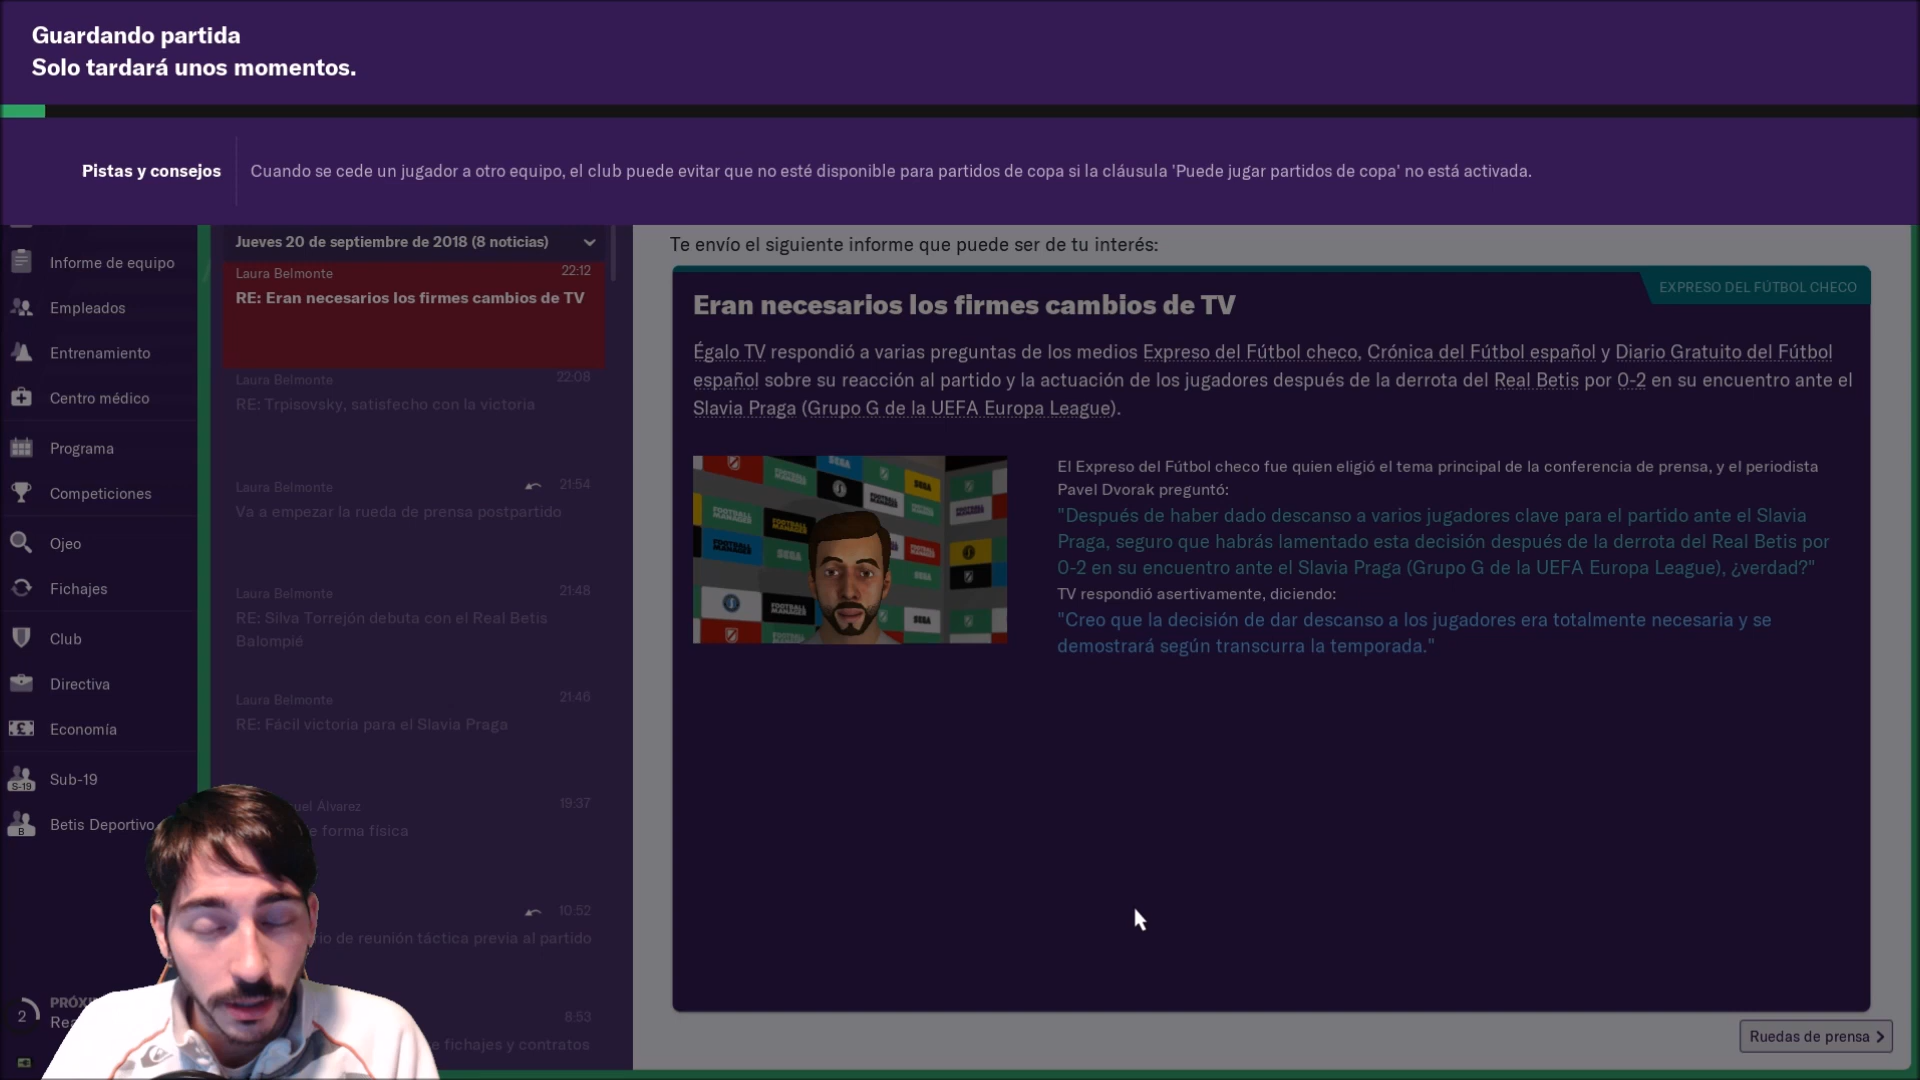 Guardando partida
Solo tardará unos momentos.
Pistas y consejos
Cuando se cede un jugador a otro equipo, el club puede evitar que no esté disponible para partidos de copa si la cláusula 'Puede jugar partidos de copa' no está activada.
Informe de equipo
Empleados
Entrenamiento
Centro médico
Programa
Competiciones
Ojeo
Fichajes
Club
Directiva
Economía
Sub-19
Betis Deportivo
Jueves 20 de septiembre de 2018 (8 noticias)
Laura Belmonte 22:12
RE: Eran necesarios los firmes cambios de TV
Laura Belmonte 22:08
RE: Trpisovsky, satisfecho con la victoria
Laura Belmonte 21:54
Va a empezar la rueda de prensa postpartido
Laura Belmonte 21:48
RE: Silva Torrejón debuta con el Real Betis
Balompié
Laura Belmonte 21:46
RE: Fácil victoria para el Slavia Praga
Álvarez 19:37
forma física
10:52
de reunión táctica previa al partido
8:53
fichajes y contratos
2
Te envío el siguiente informe que puede ser de tu interés:
EXPRESO DEL FÚTBOL CHECO
Eran necesarios los firmes cambios de TV
Égalo TV respondió a varias preguntas de los medios Expreso del Fútbol checo, Crónica del Fútbol español y Diario Gratuito del Fútbol
español sobre su reacción al partido y la actuación de los jugadores después de la derrota del Real Betis por 0-2 en su encuentro ante el
Slavia Praga (Grupo G de la UEFA Europa League).
El Expreso del Fútbol checo fue quien eligió el tema principal de la conferencia de prensa, y el periodista
Pavel Dvorak preguntó:
"Después de haber dado descanso a varios jugadores clave para el partido ante el Slavia
Praga, seguro que habrás lamentado esta decisión después de la derrota del Real Betis por
0-2 en su encuentro ante el Slavia Praga (Grupo G de la UEFA Europa League), ¿verdad?"
TV respondió asertivamente, diciendo:
"Creo que la decisión de dar descanso a los jugadores era totalmente necesaria y se
demostrará según transcurra la temporada."
Ruedas de prensa